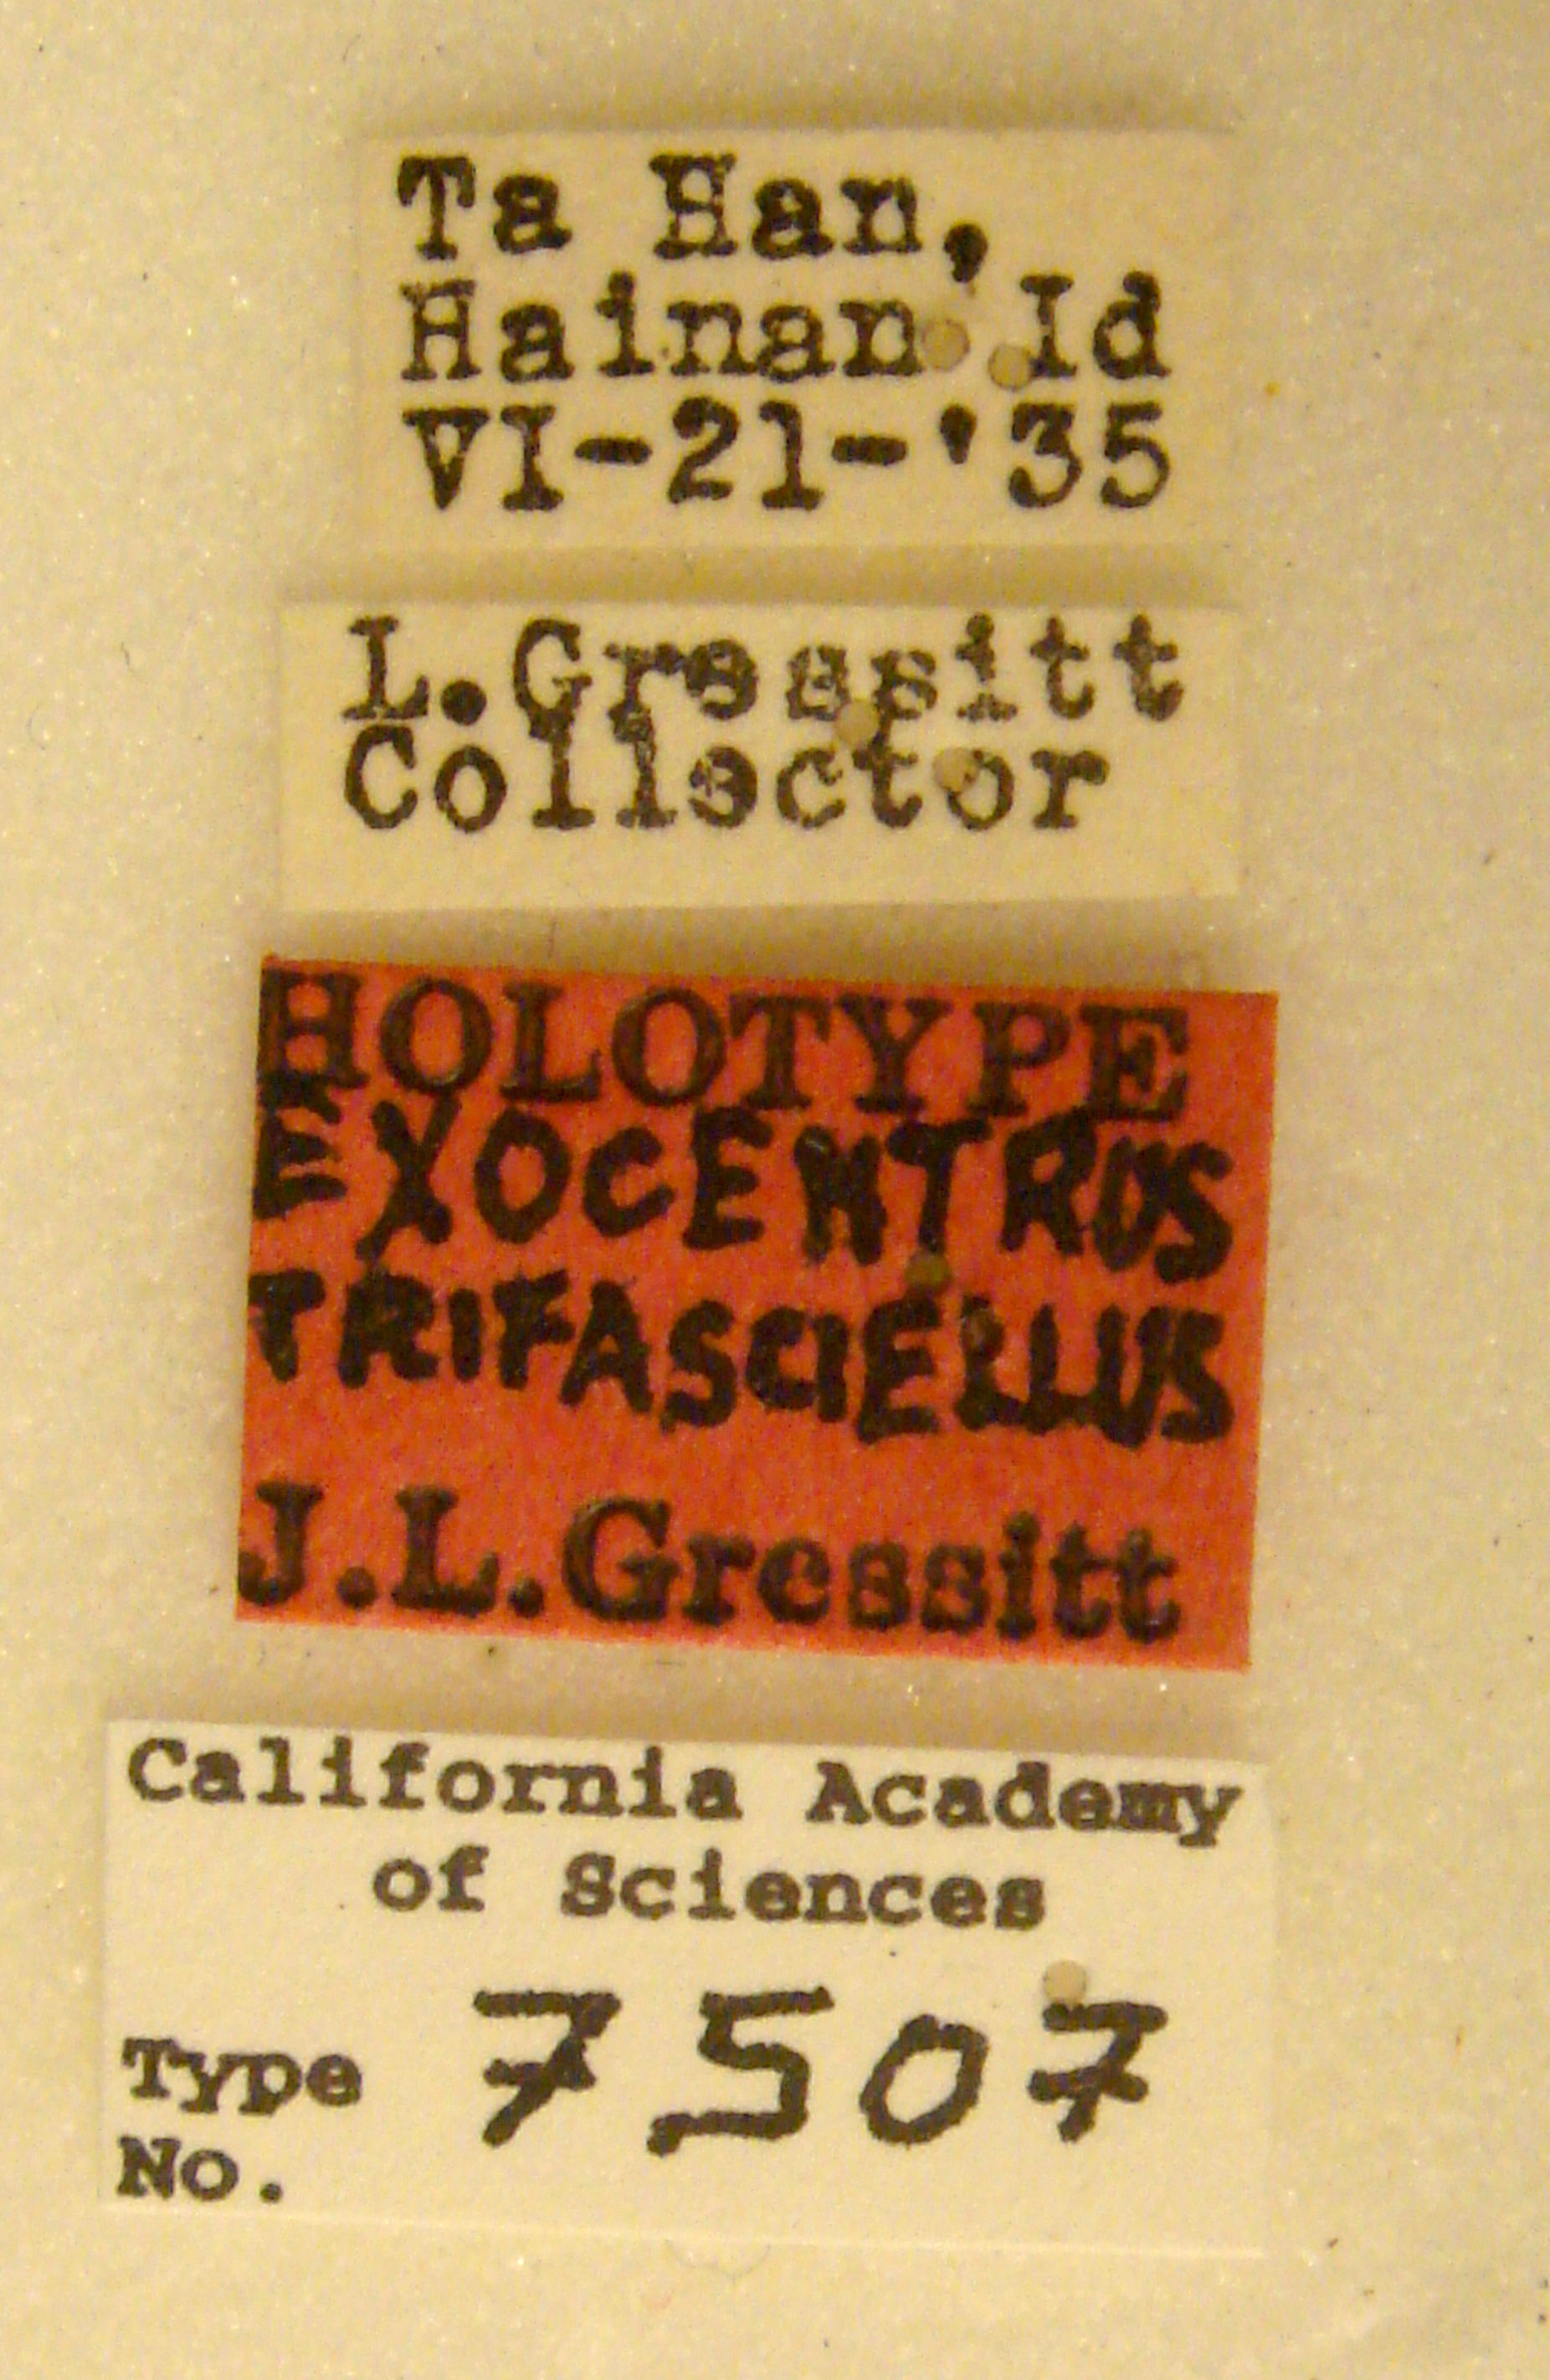 Ta Han,
Hainan Id
VI-21-'35
L.Gressitt
Collector
HOLOTYPE
EXOCENTRUS
TRIFASCIELLUS
J.L.Gressitt
California Academy
of Sciences
Type 7507
No.